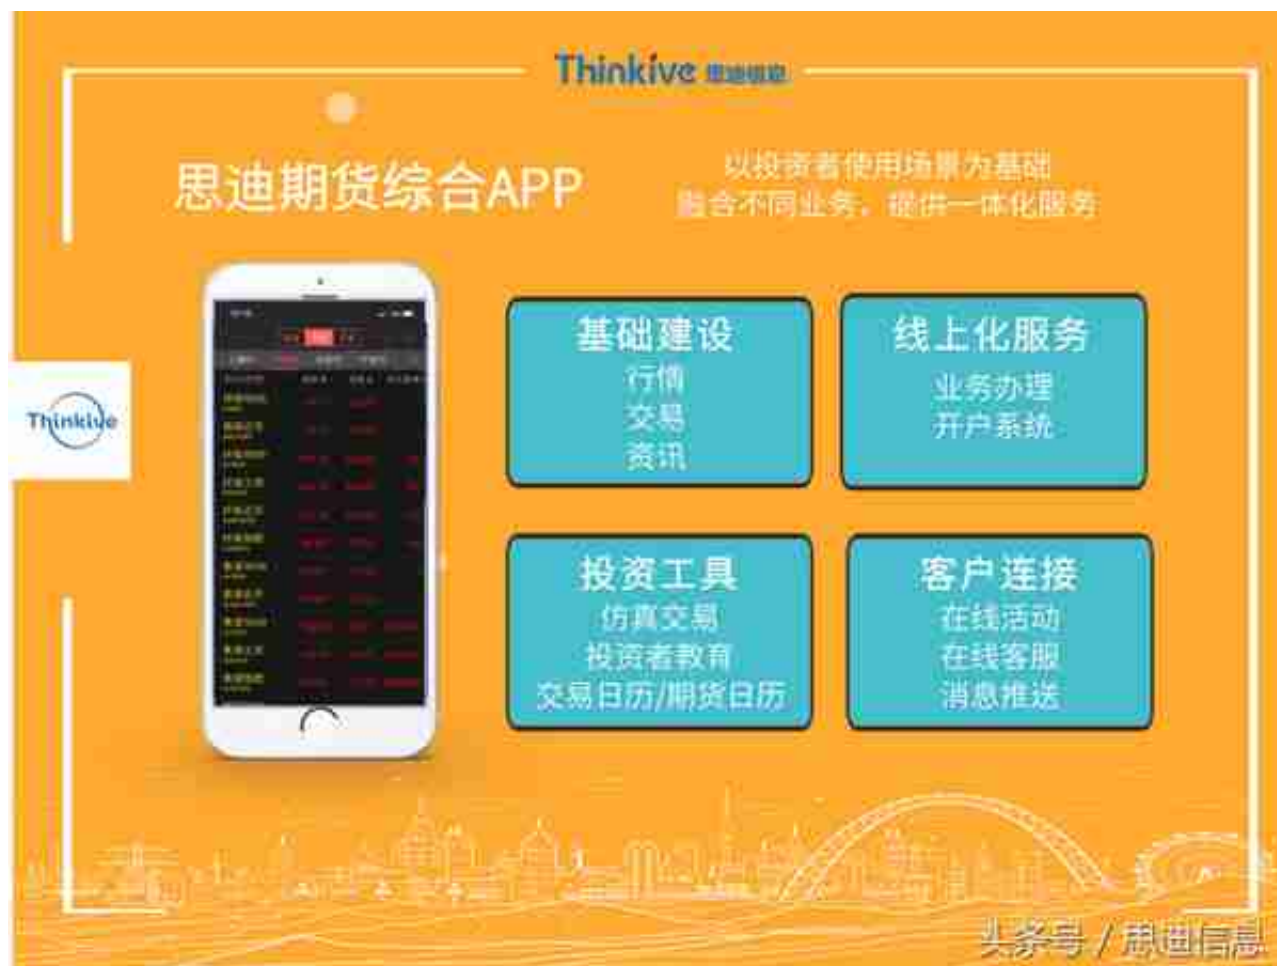 Thinkive 思迪信息
思迪期货综合APP
以投资者使用场景为基础
融合不同业务，提供一体化服务
Thinkive
基础建设
行情
交易
资讯
线上化服务
业务办理
开户系统
投资工具
仿真交易
投资者教育
交易日历/期货日历
客户连接
在线活动
在线客服
消息推送
头条号 / 思迪信息